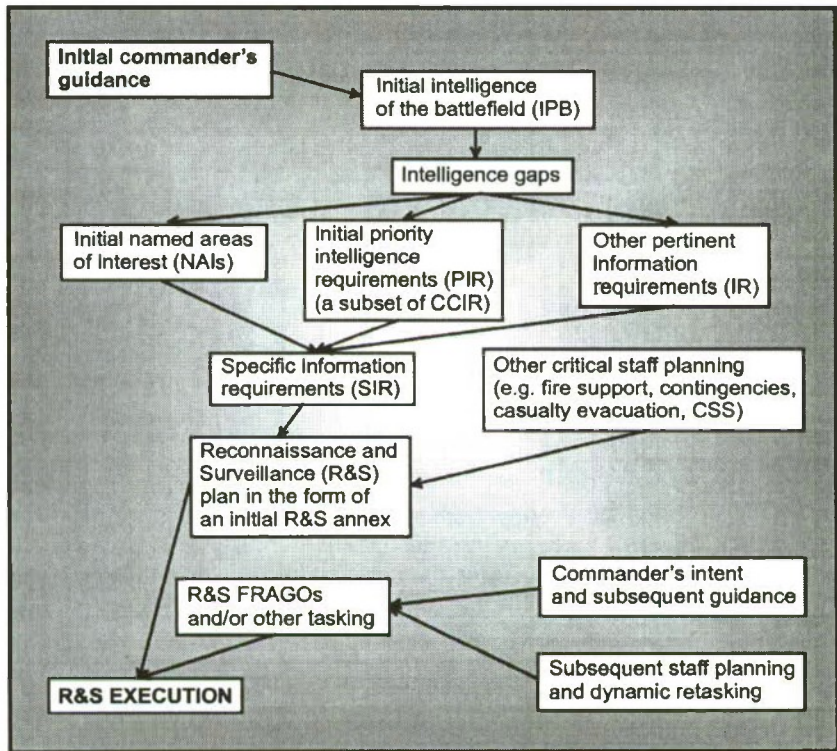 Initial commander's
guidance
Initial intelligence
of the battlefield (IPB)
Intelligence gaps
Initial named areas
of Interest (NAIs)
Initial priority
intelligence
requirements (PIR)
(a subset of CCIR)
Other pertinent
Information
requirements (IR)
Specific Information
requirements (SIR)
Other critical staff planning
(e.g. fire support, contingencies,
casualty evacuation, CSS)
Reconnaissance and
Surveillance (R&S)
plan in the form of
an initial R&S annex
R&S FRAGOs
and/or other tasking
Commander's intent
and subsequent guidance
Subsequent staff planning
and dynamic retasking
R&S EXECUTION